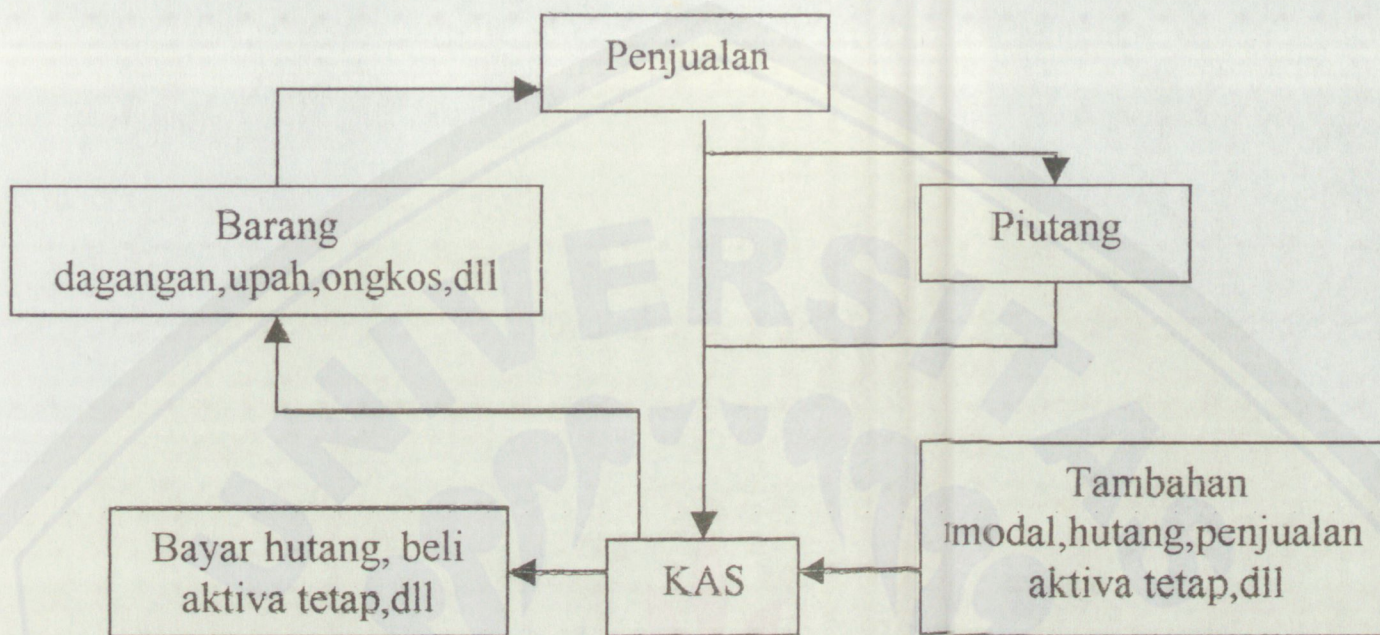 Penjualan
Barang
dagangan,upah,ongkos,dll
Piutang
Tambahan
modal,hutang,penjualan
aktiva tetap,dll
Bayar hutang, beli
aktiva tetap,dll
KAS
UNIVERSITAS